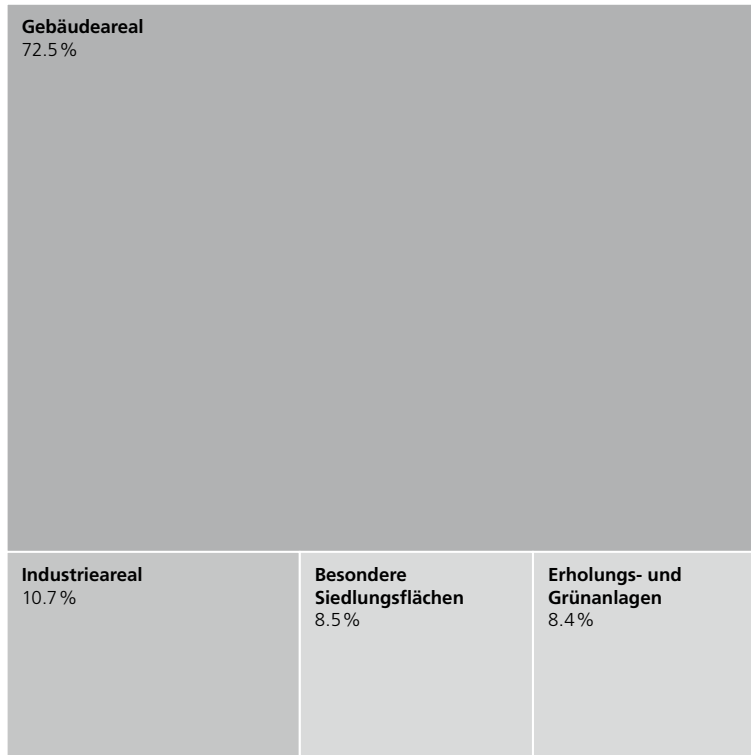 Gebäudeareal
72.5 %
Industrieareal
10.7 %
Besondere
Siedlungsflächen
8.5 %
Erholungs- und
Grünanlagen
8.4 %